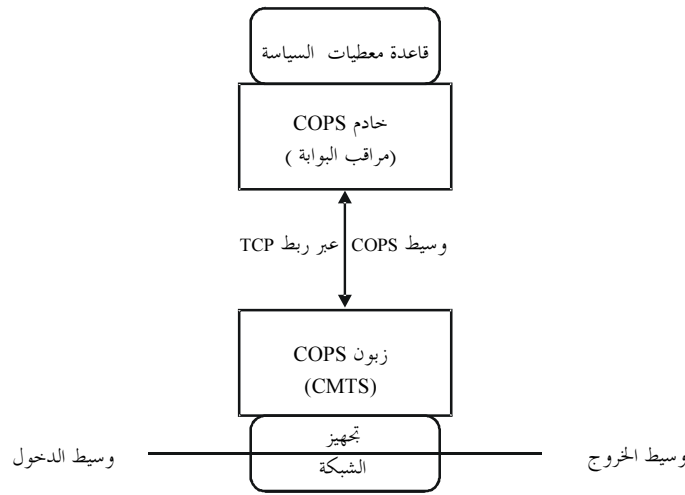 قاعدة معطيات السياسة
خادم COPS
(مراقب البوابة )
وسيط COPS عبر ربط TCP
زبون COPS
(CMTS)
تجهيز
وسيط الخروج
وسيط الدخول
الشبكة